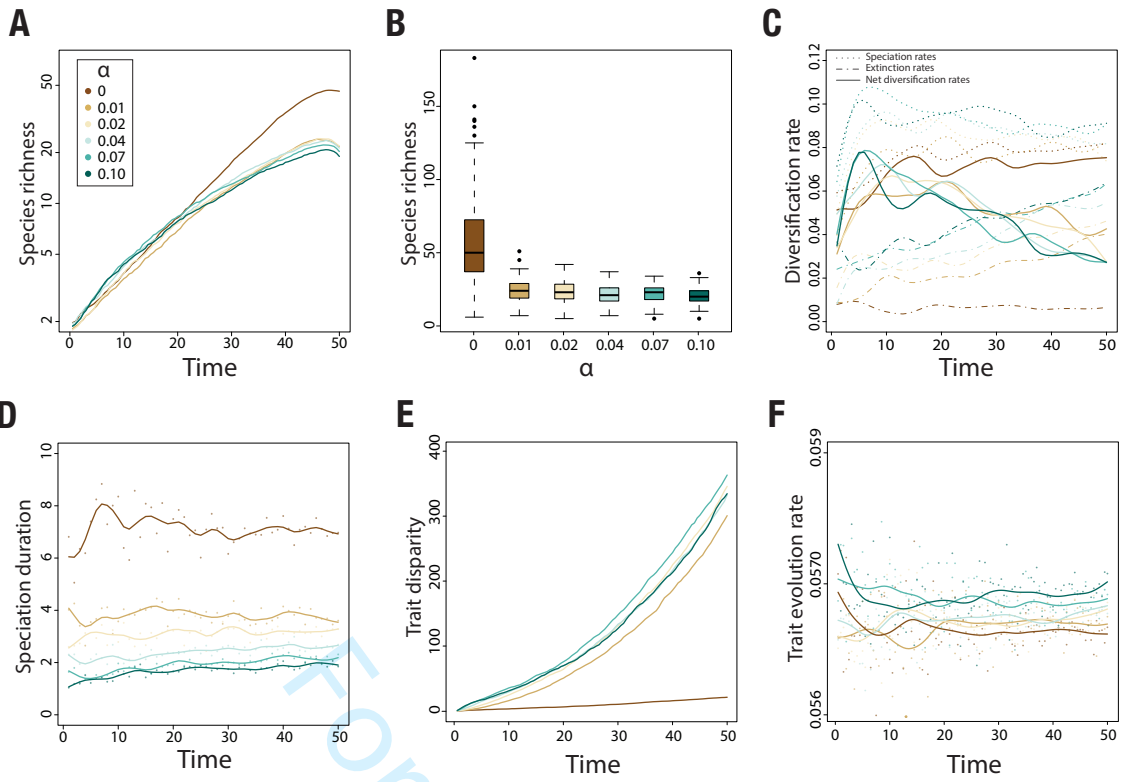 A
Species richness
50
20
10
5
2
α
0
0.01
0.02
0.04
0.07
0.10
0 10 20 30 40 50
Time
B
Species richness
150
100
50
0
0 0.01 0.02 0.04 0.07 0.10
α
C
Diversification rate
0.12
0.10
0.08
0.06
0.04
0.02
0.00
Speciation rates
Extinction rates
Net diversification rates
0 10 20 30 40 50
Time
D
Speciation duration
10
8
6
4
2
0
0 10 20 30 40 50
Time
E
Trait disparity
400
300
200
100
0
0 10 20 30 40 50
Time
F
Trait evolution rate
0.059
0.0570
0.056
0 10 20 30 40 50
Time